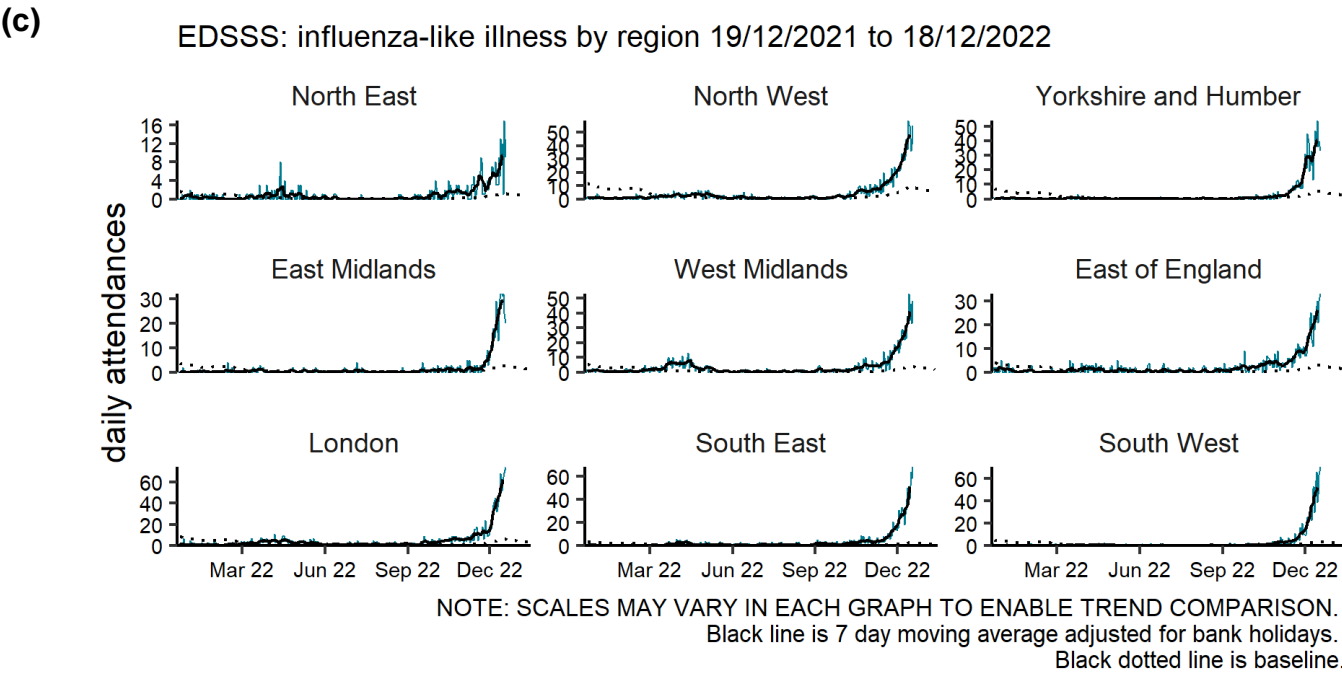 (c)
EDSSS: influenza-like illness by region 19/12/2021 to 18/12/2022
daily attendances
North East
16
12
8
4
0
North West
50
40
30
20
10
0
Yorkshire and Humber
50
40
30
20
10
0
East Midlands
30
20
10
0
West Midlands
50
40
30
20
10
0
East of England
30
20
10
0
London
60
40
20
0
South East
60
40
20
0
South West
60
40
20
0
Mar 22 Jun 22 Sep 22 Dec 22
Mar 22 Jun 22 Sep 22 Dec 22
Mar 22 Jun 22 Sep 22 Dec 22
NOTE: SCALES MAY VARY IN EACH GRAPH TO ENABLE TREND COMPARISON.
Black line is 7 day moving average adjusted for bank holidays.
Black dotted line is baseline.